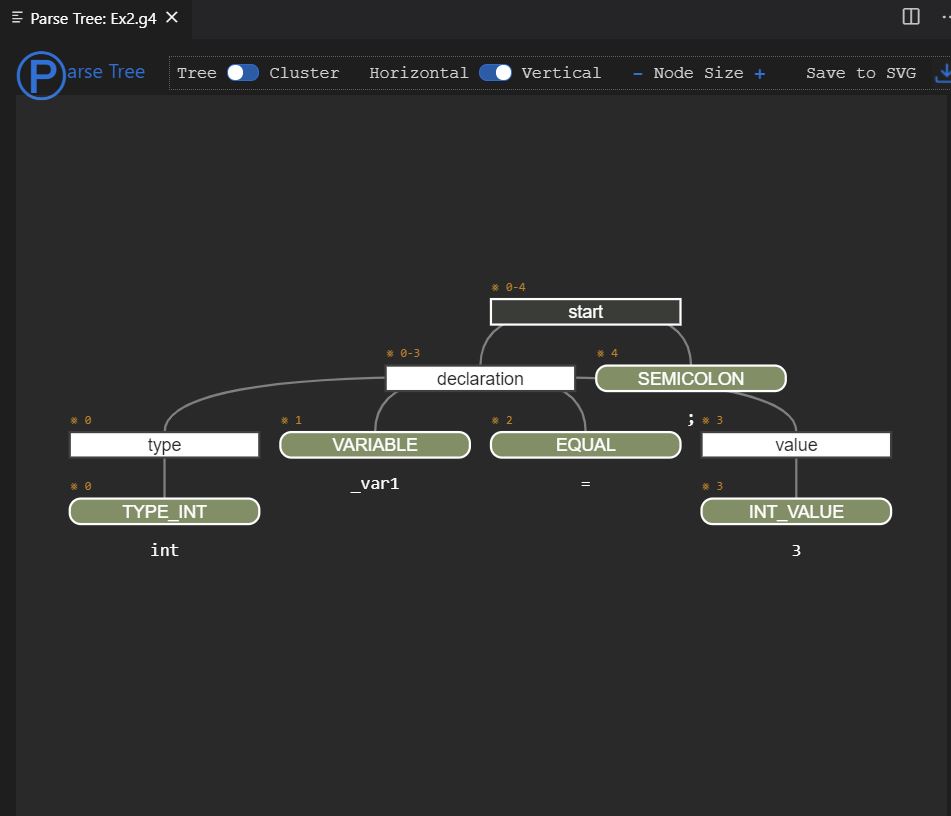 Parse Tree: Ex2.g4
Parse Tree Tree Cluster Horizontal Vertical - Node Size + Save to SVG
※ 0-4
start
※ 0-3 ※ 4
declaration SEMICOLON
※ 0 ※ 1 ※ 2 ; ※ 3
type VARIABLE EQUAL value
※ 0 _var1 = ※ 3
TYPE_INT INT_VALUE
int 3